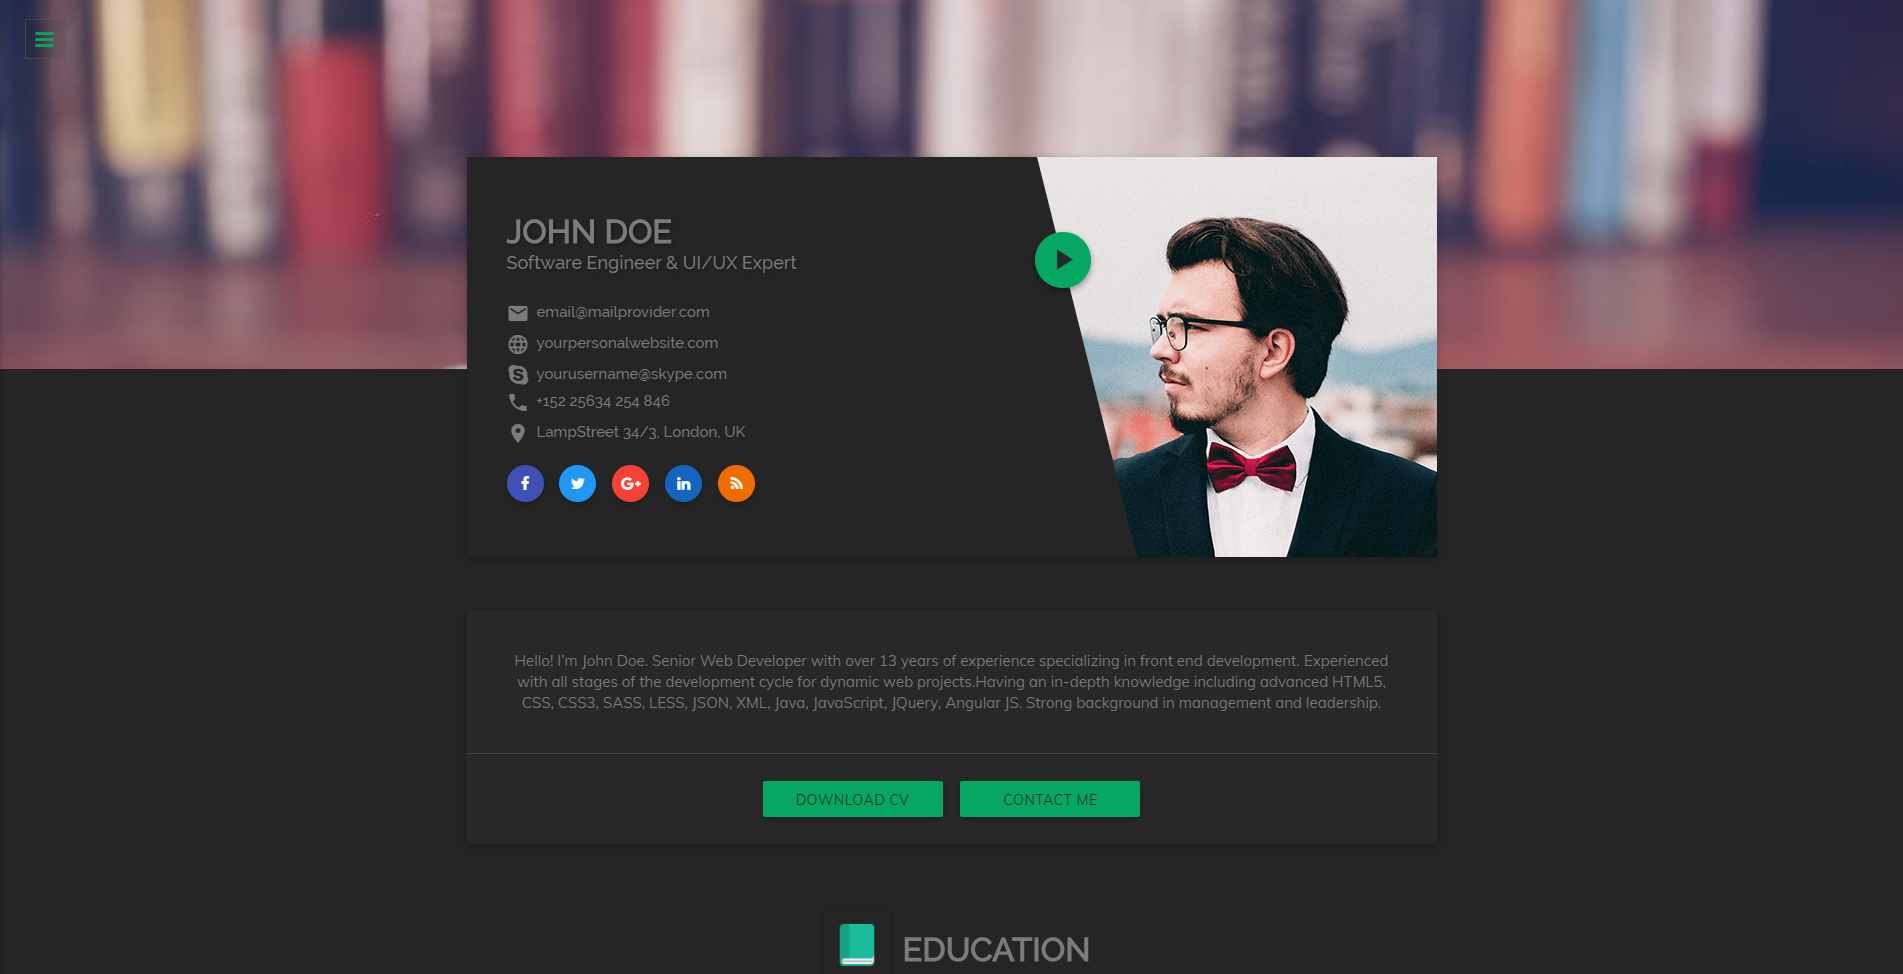 JOHN DOE
Software Engineer & UI/UX Expert
email@mailprovider.com
yourpersonalwebsite.com
yourusername@skype.com
+152 25634 254 846
LampStreet 34/3, London, UK
Hello! I'm John Doe. Senior Web Developer with over 13 years of experience specializing in front end development. Experienced
with all stages of the development cycle for dynamic web projects.Having an in-depth knowledge including advanced HTML5,
CSS, CSS3, SASS, LESS, JSON, XML, Java, JavaScript, JQuery, Angular JS. Strong background in management and leadership.
DOWNLOAD CV
CONTACT ME
EDUCATION